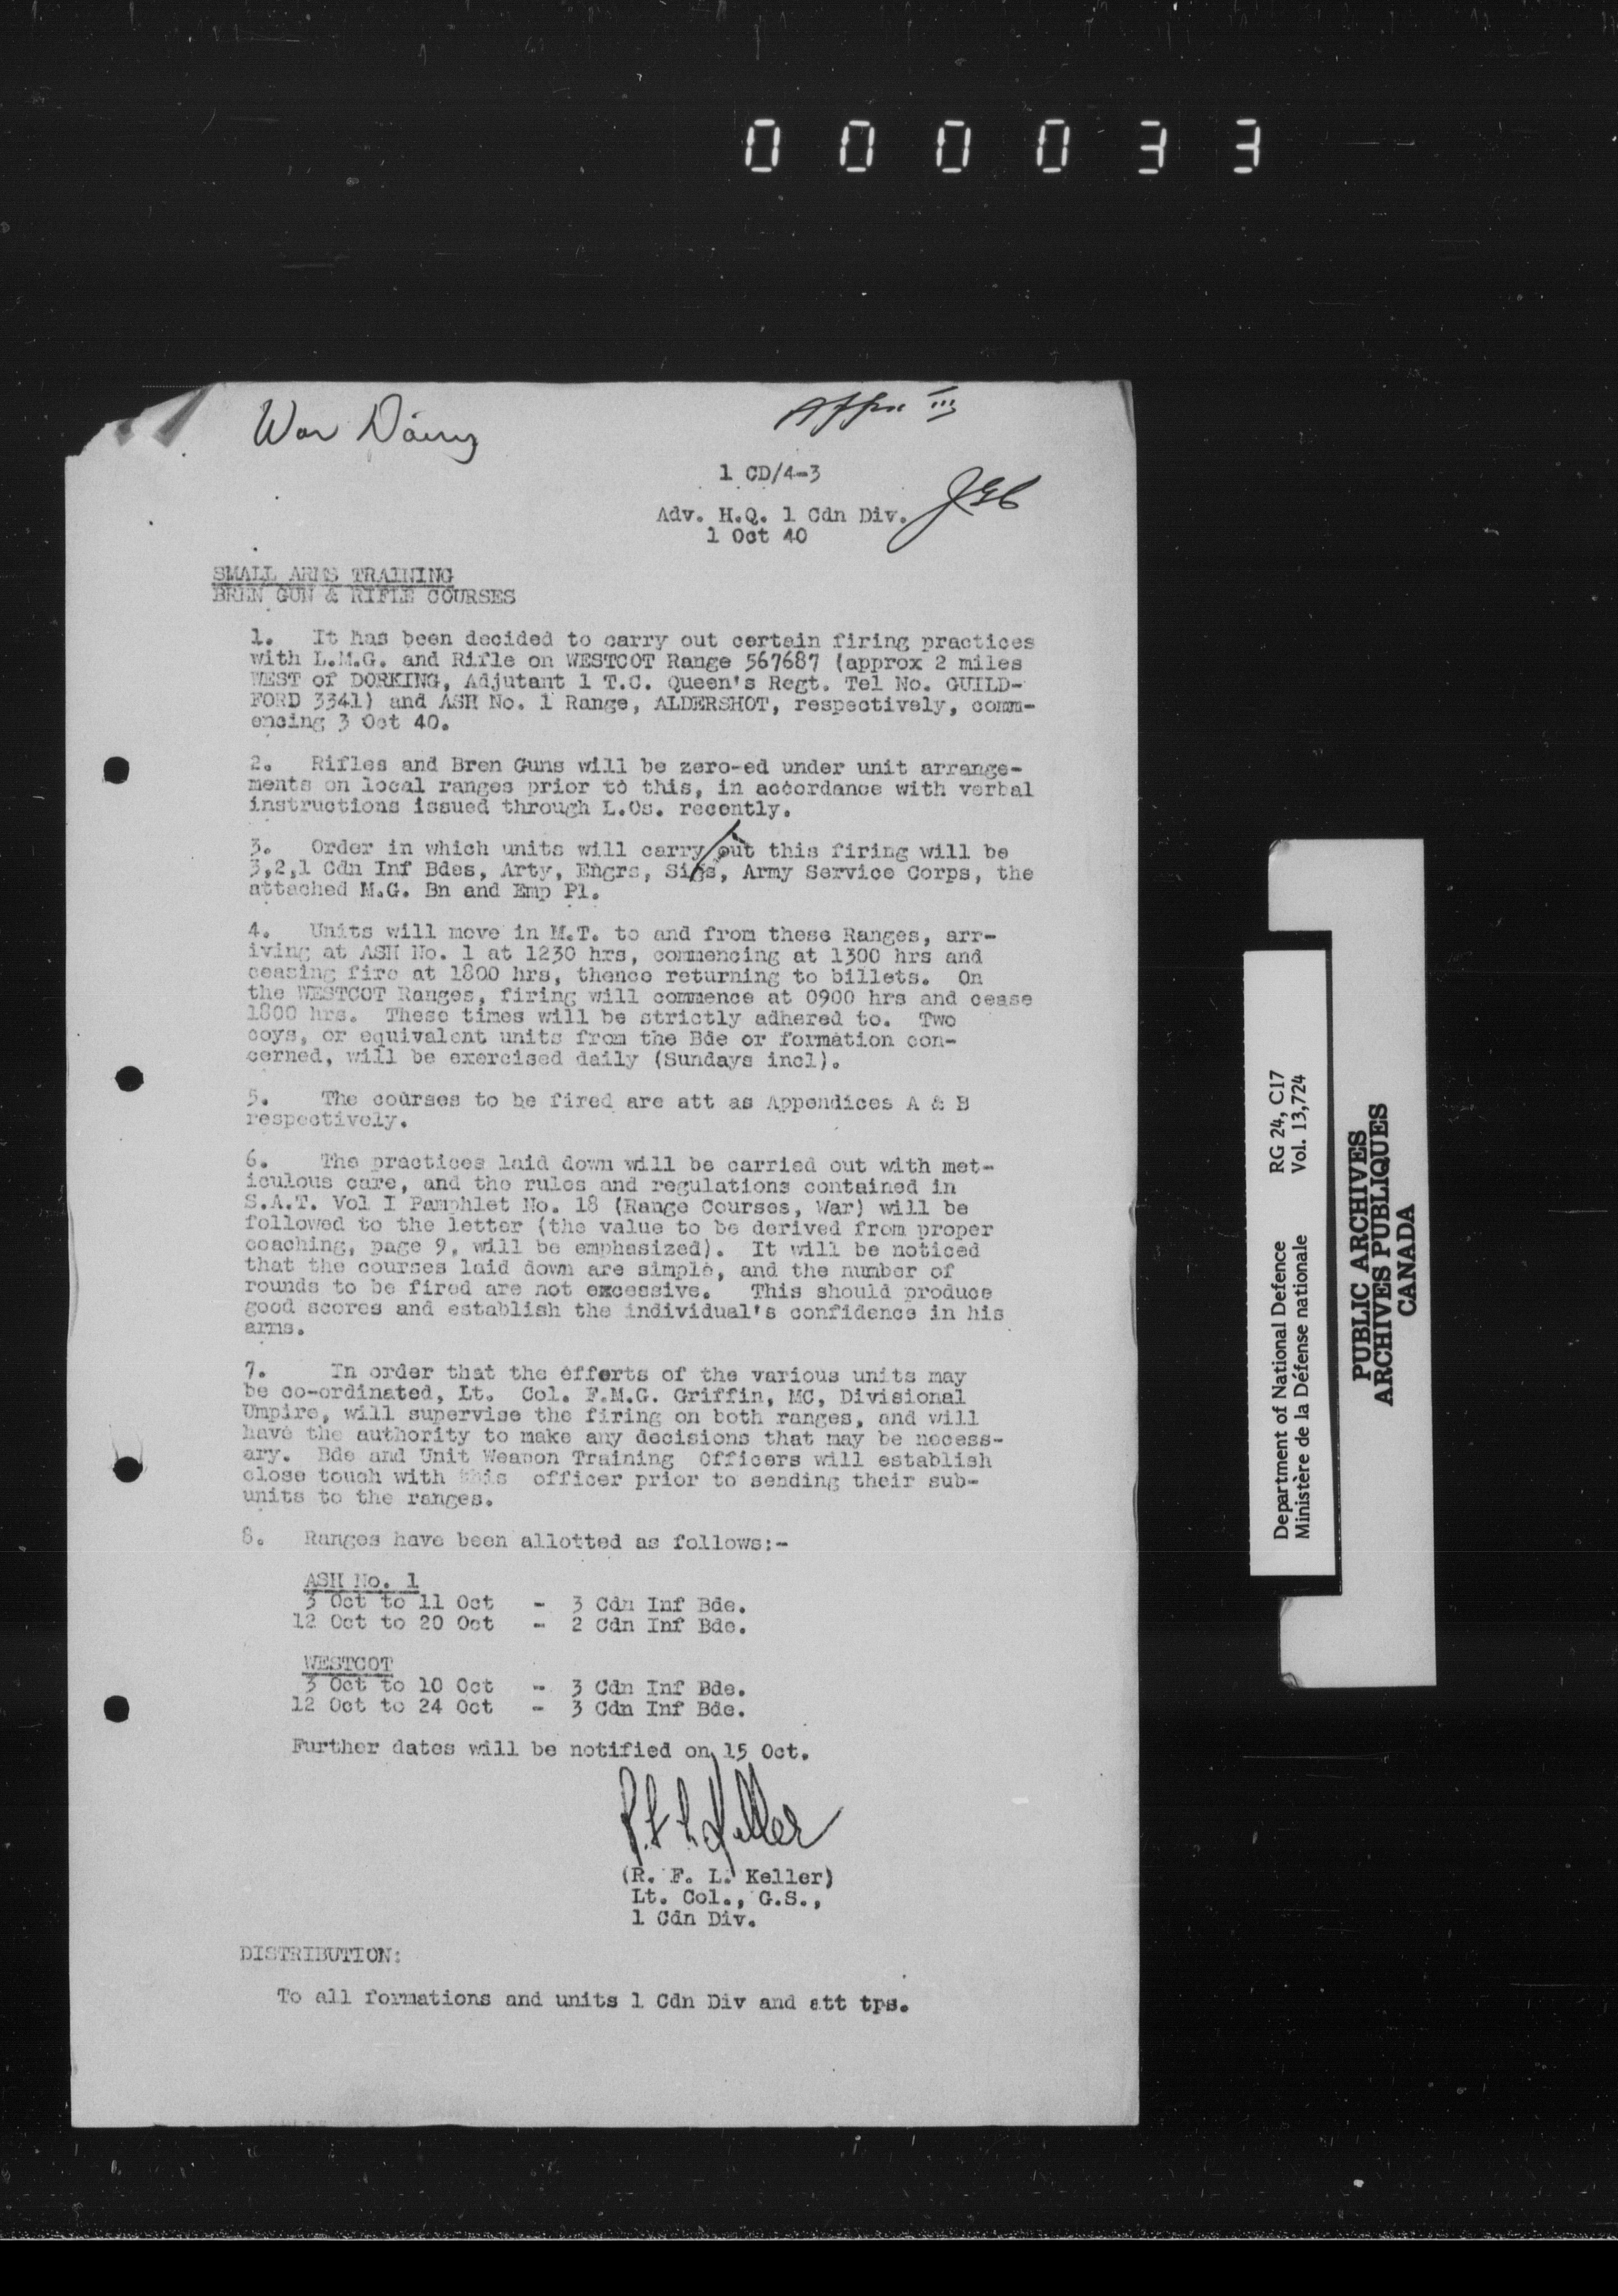 000033
War Diary
Appx III
1 CD/4-3
Adv. H.Q. 1 Cdn Div.
1 Oct 40
SMALL ARMS TRAINING
BREN GUN & RIFLE COURSES
1. It has been decided to carry out certain firing practices
with L.M.G. and Rifle on WESTCOT Range 567687 (approx 2 miles
WEST of DORKING, Adjutant 1 T.C. Queen's Regt. Tel No. GUILD-
FORD 3341) and ASH No. 1 Range, ALDERSHOT, respectively, comm-
encing 3 Oct 40.
2. Rifles and Bren Guns will be zero-ed under unit arrange-
ments on local ranges prior to this, in accordance with verbal
instructions issued through L.Os. recently.
3. Order in which units will carry out this firing will be
3,2,1 Cdn Inf Bdes, Arty, Engrs, Sigs, Army Service Corps, the
attached M.G. Bn and Emp Pl.
4. Units will move in M.T. to and from these Ranges, arr-
iving at ASH No. 1 at 1230 hrs, commencing at 1300 hrs and
ceasing fire at 1800 hrs, thence returning to billets. On
the WESTCOT Ranges, firing will commence at 0900 hrs and cease
1800 hrs. These times will be strictly adhered to. Two
coys, or equivalent units from the Bde or formation con-
cerned, will be exercised daily (Sundays incl).
5. The courses to be fired are att as Appendices A & B
respectively.
6. The practices laid down will be carried out with met-
iculous care, and the rules and regulations contained in
S.A.T. Vol I Pamphlet No. 18 (Range Courses, War) will be
followed to the letter (the value to be derived from proper
coaching, page 9, will be emphasized). It will be noticed
that the courses laid down are simple, and the number of
rounds to be fired are not excessive. This should produce
good scores and establish the individual's confidence in his
arms.
7. In order that the efforts of the various units may
be co-ordinated, Lt. Col. F.M.G. Griffin, MC, Divisional
Umpire, will supervise the firing on both ranges, and will
have the authority to make any decisions that may be necess-
ary. Bde and Unit Weapon Training Officers will establish
close touch with this officer prior to sending their sub-
units to the ranges.
8. Ranges have been allotted as follows:-
ASH No. 1
3 Oct to 11 Oct - 3 Cdn Inf Bde.
12 Oct to 20 Oct - 2 Cdn Inf Bde.
WESTCOT
3 Oct to 10 Oct - 3 Cdn Inf Bde.
12 Oct to 24 Oct - 3 Cdn Inf Bde.
Further dates will be notified on 15 Oct.
R F L Keller
(R. F. L. Keller)
Lt. Col., G.S.,
1 Cdn Div.
DISTRIBUTION:
To all formations and units 1 Cdn Div and att tps.
Department of National Defence RG 24, C17
Ministère de la Défense nationale Vol. 13,724
PUBLIC ARCHIVES
ARCHIVES PUBLIQUES
CANADA